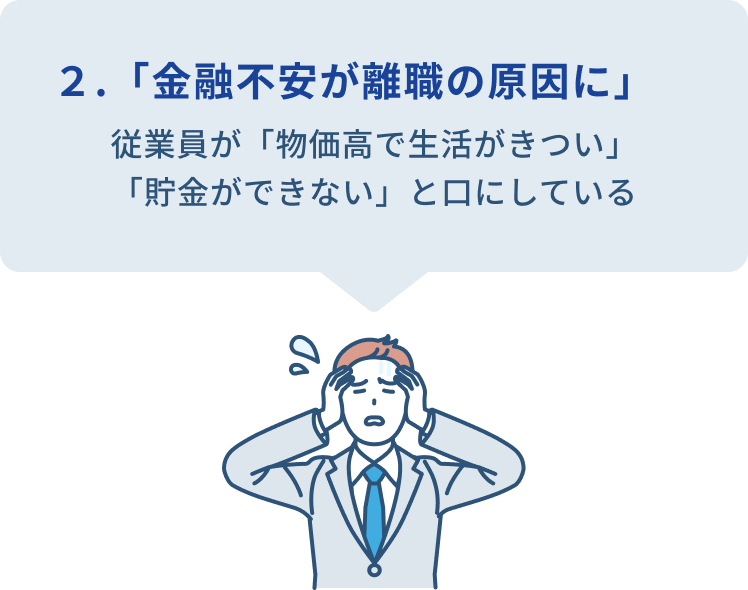 ２.「金融不安が離職の原因に」
従業員が「物価高で生活がきつい」
「貯金ができない」と口にしている